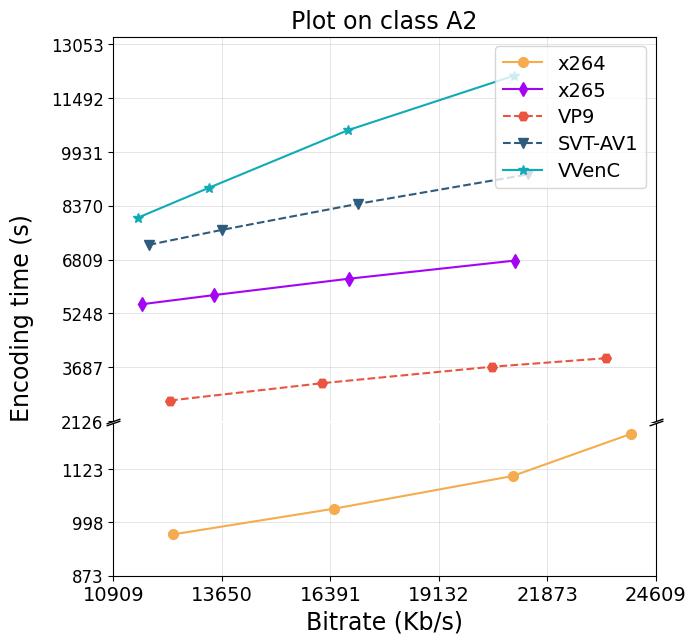 Plot on class A2
Encoding time (s)
13053
11492
9931
8370
6809
5248
3687
2126
1123
998
873
x264
x265
VP9
SVT-AV1
VVenC
10909 13650 16391 19132 21873 24609
Bitrate (Kb/s)